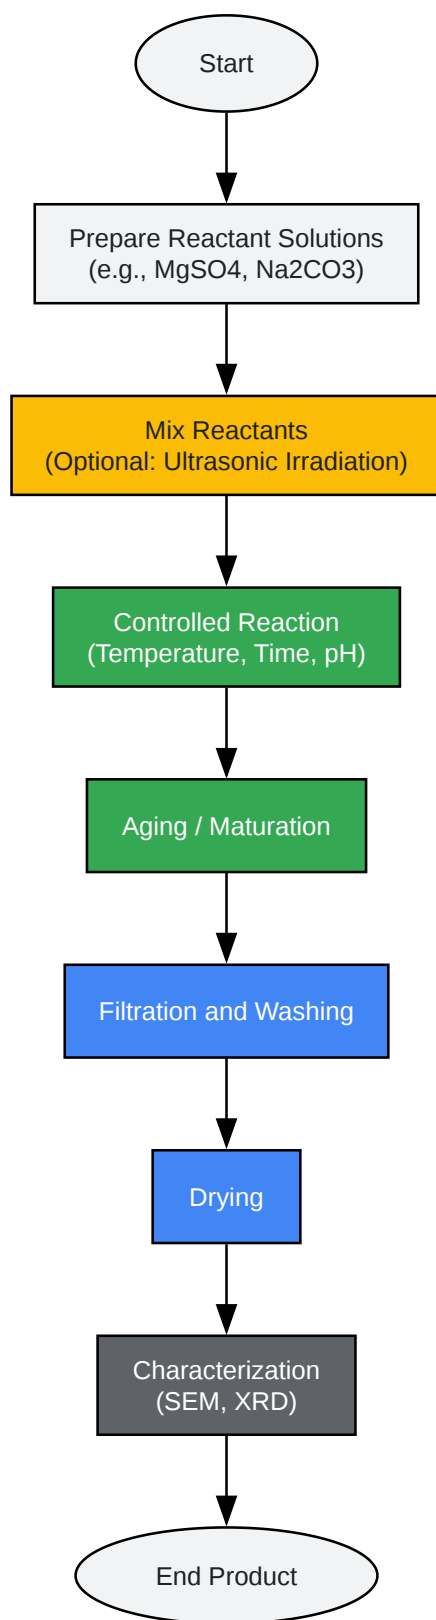 Start
Prepare Reactant Solutions
(e.g., MgSO4, Na2CO3)
Mix Reactants
(Optional: Ultrasonic Irradiation)
Controlled Reaction
(Temperature, Time, pH)
Aging / Maturation
Filtration and Washing
Drying
Characterization
(SEM, XRD)
End Product